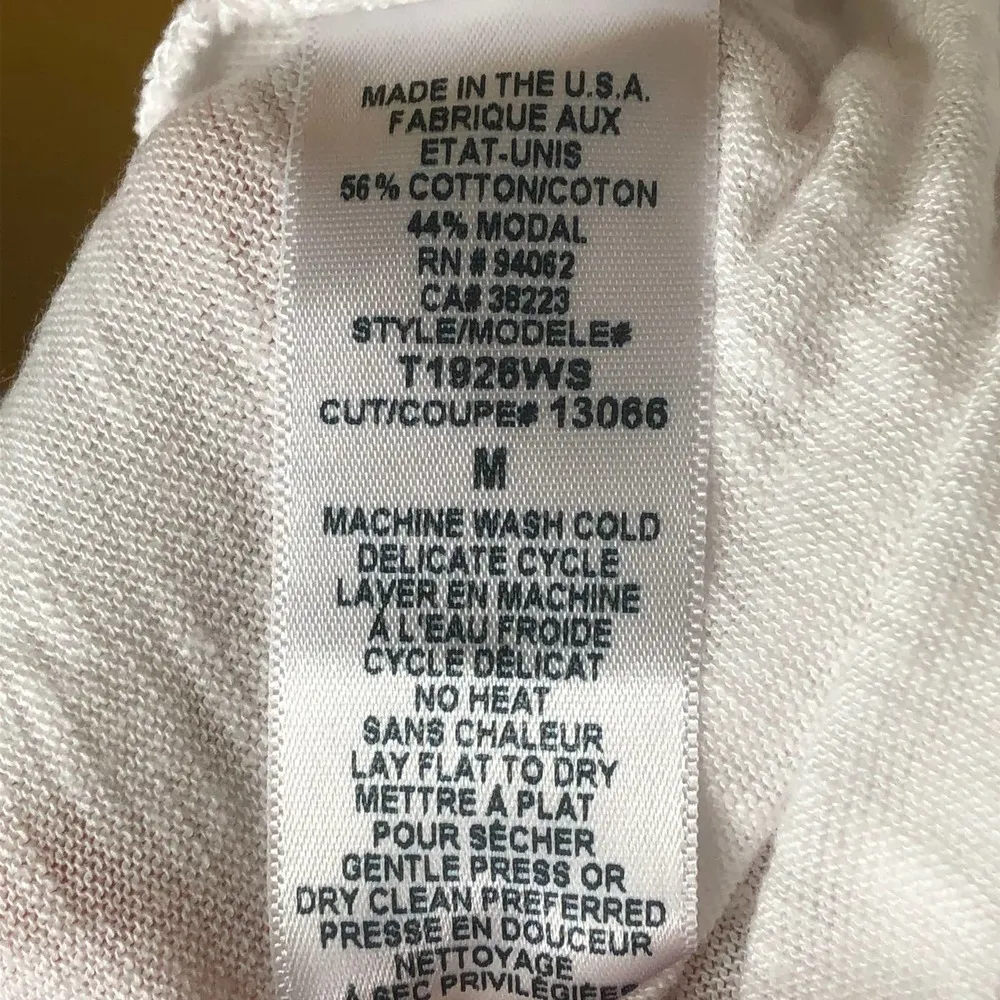 MADE IN THE U.S.A.
FABRIQUE AUX
ETAT-UNIS
56% COTTON/COTON
44% MODAL
RN # 94062
CA# 38223
STYLE/MODELE#
T1926WS
CUT/COUPE# 13066
M
MACHINE WASH COLD
DELICATE CYCLE
LAVER EN MACHINE
À L'EAU FROIDE
CYCLE DÉLICAT
NO HEAT
SANS CHALEUR
LAY FLAT TO DRY
METTRE À PLAT
POUR SÉCHER
GENTLE PRESS OR
DRY CLEAN PREFERRED
PRESSE EN DOUCEUR
NETTOYAGE
À SEC PRIVILÉGIÉE